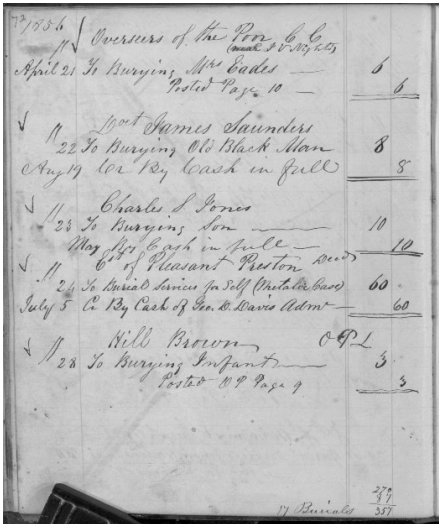 1856
" Overseers of the Poor C C
April 21 To Burying Mrs Eades — 6
Posted Page 10 — 6
" Doct James Saunders
22 To Burying Old Black Man 8
Aug 19 Cr By Cash in full 8
" Charles S Jones
23 To Burying Son — 10
May By Cash in full — 10
" Est of Pleasant Preston Decd
24 To Burial Services for Self (Metalic Case) 60
July 5 Cr By Cash of Geo. D. Davis Admr — 60
" Hill Brown O P L
28 To Burying Infant — 3
Posted O P Page 9 3
270
87
17 Burials 357